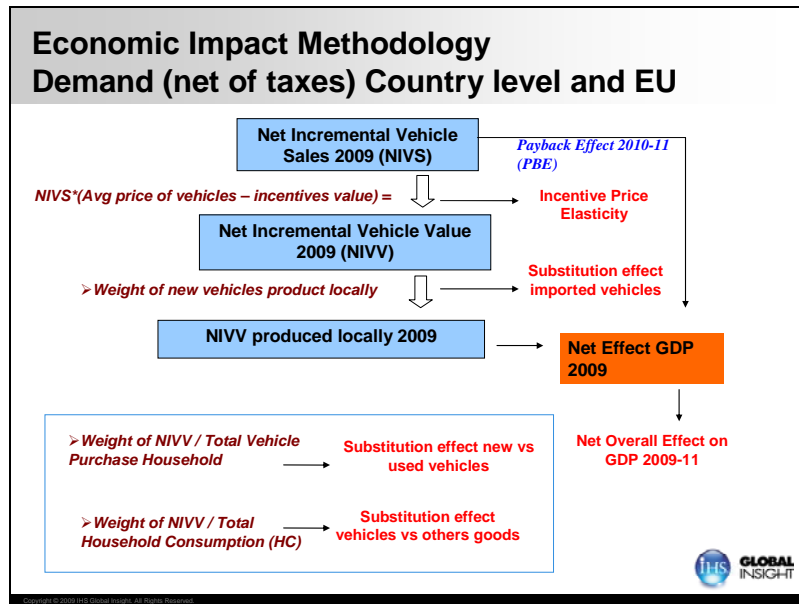 Economic Impact Methodology
Demand (net of taxes) Country level and EU
Net Incremental Vehicle
Sales 2009 (NIVS)
Payback Effect 2010-11
(PBE)
NIVS*(Avg price of vehicles – incentives value) =
Incentive Price
Elasticity
Net Incremental Vehicle Value
2009 (NIVV)
➢Weight of new vehicles product locally
Substitution effect
imported vehicles
NIVV produced locally 2009
Net Effect GDP
2009
➢Weight of NIVV / Total Vehicle
Purchase Household
Substitution effect new vs
used vehicles
Net Overall Effect on
GDP 2009-11
➢Weight of NIVV / Total
Household Consumption (HC)
Substitution effect
vehicles vs others goods
IHS GLOBAL
INSIGHT
Copyright © 2009 IHS Global Insight. All Rights Reserved.